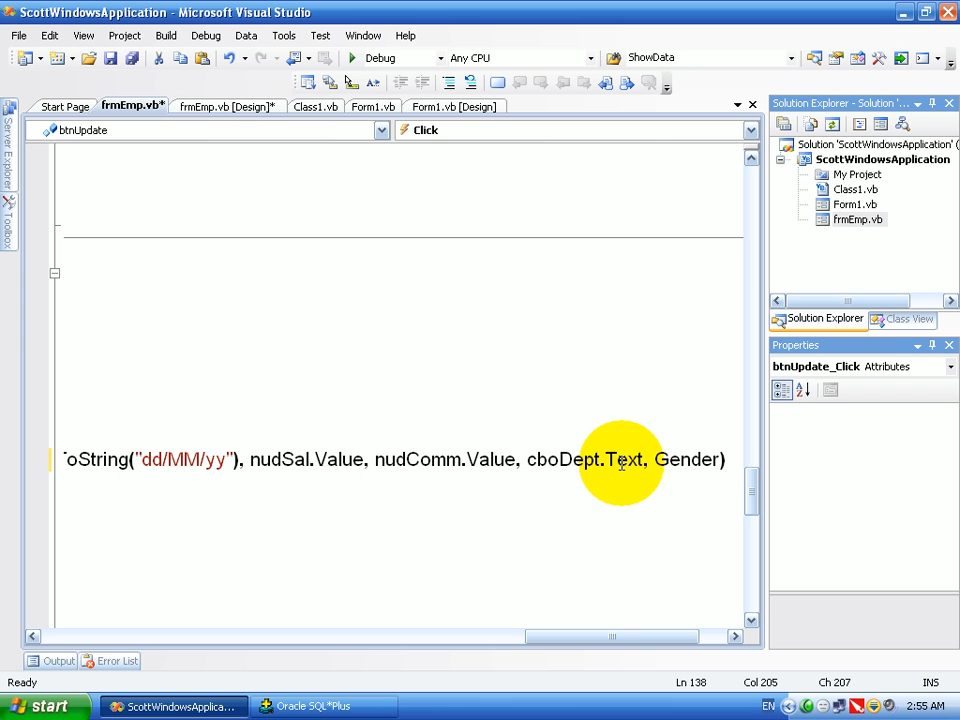 ScottWindowsApplication - Microsoft Visual Studio
File Edit View Project Build Debug Data Tools Test Window Help
Debug Any CPU ShowData
Start Page frmEmp.vb* frmEmp.vb [Design]* Class1.vb Form1.vb Form1.vb [Design]
btnUpdate Click
oString("dd/MM/yy"), nudSal.Value, nudComm.Value, cboDept.Text, Gender)
Server Explorer
Toolbox
Solution Explorer - Solution '...
Solution 'ScottWindowsApplication' (
ScottWindowsApplication
My Project
Class1.vb
Form1.vb
frmEmp.vb
Solution Explorer Class View
Properties
btnUpdate_Click Attributes
Output Error List
Ready Ln 138 Col 205 Ch 207 INS
start ScottWindowsApplica... Oracle SQL*Plus EN 2:55 AM